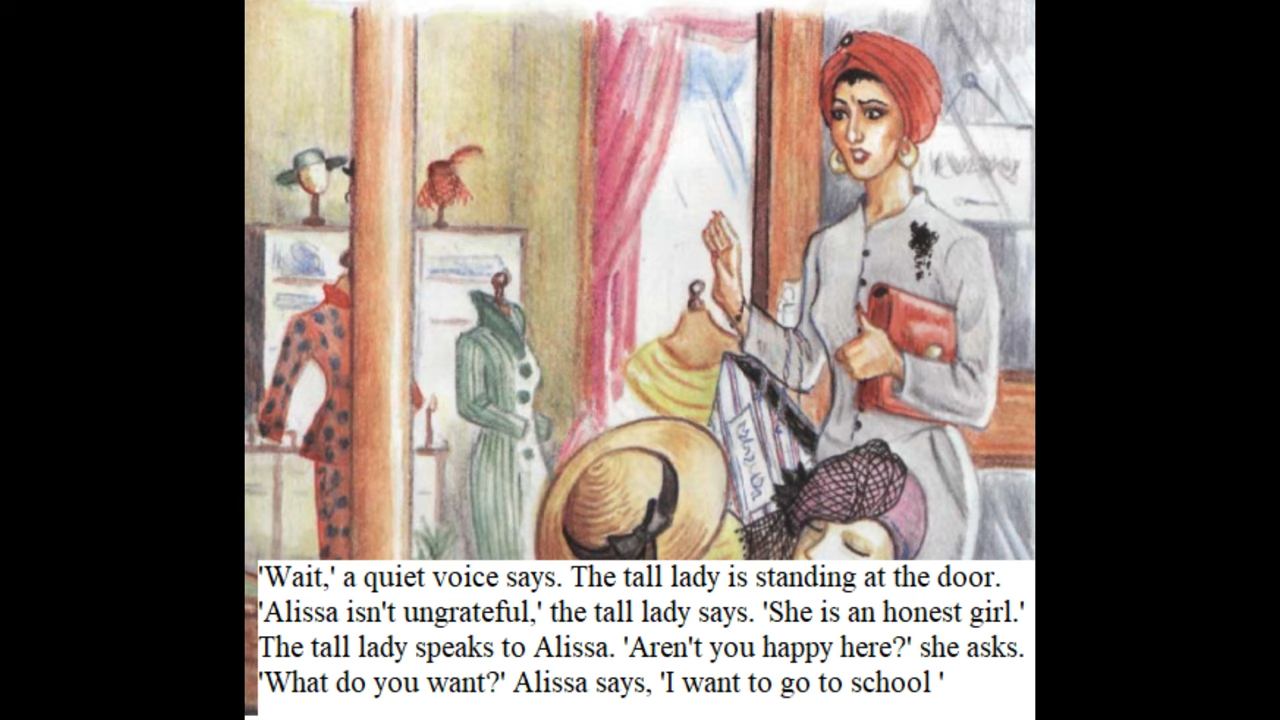 'Wait,' a quiet voice says. The tall lady is standing at the door.
'Alissa isn't ungrateful,' the tall lady says. 'She is an honest girl.'
The tall lady speaks to Alissa. 'Aren't you happy here?' she asks.
'What do you want?' Alissa says, 'I want to go to school '